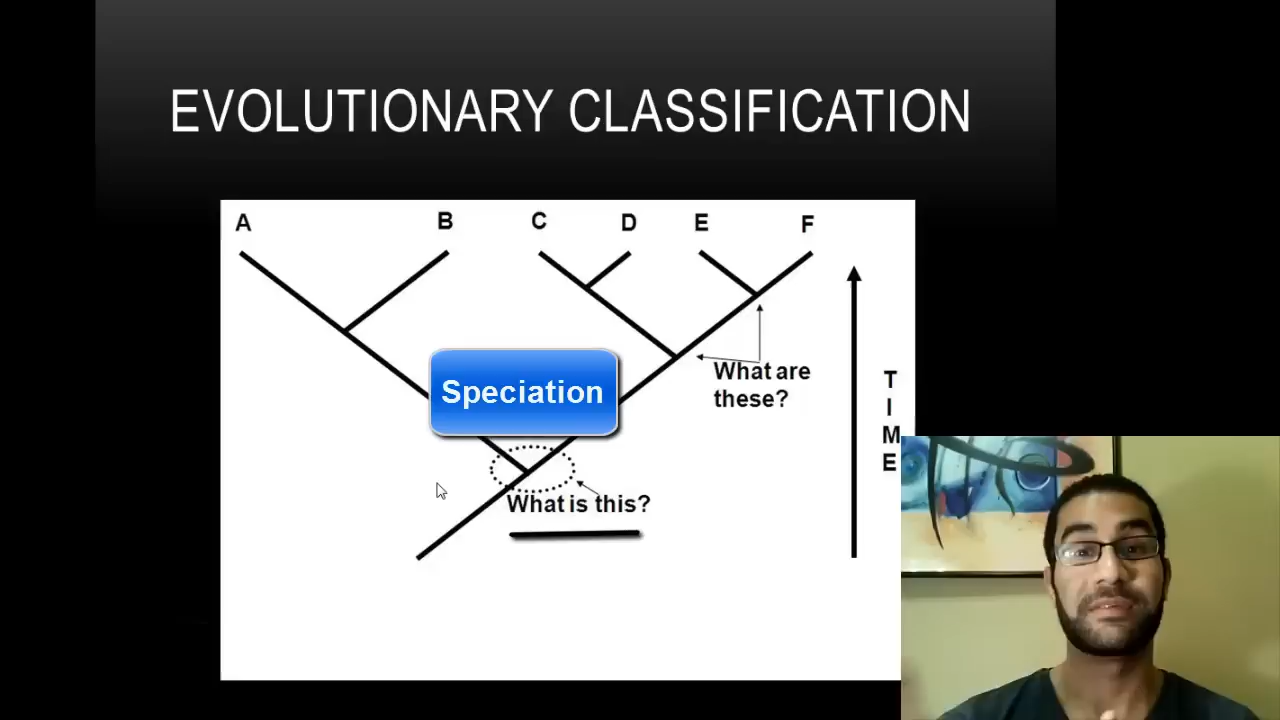 EVOLUTIONARY CLASSIFICATION
A B C D E F
Speciation
What are
these?
What is this?
T
I
M
E